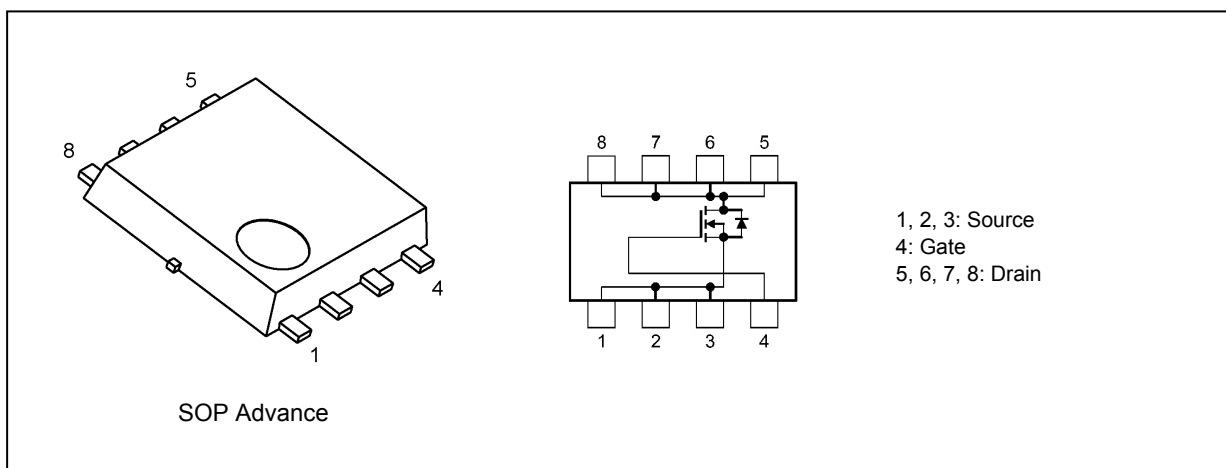 5
8
4
1
SOP Advance
8 7 6 5
1 2 3 4
1, 2, 3: Source
4: Gate
5, 6, 7, 8: Drain